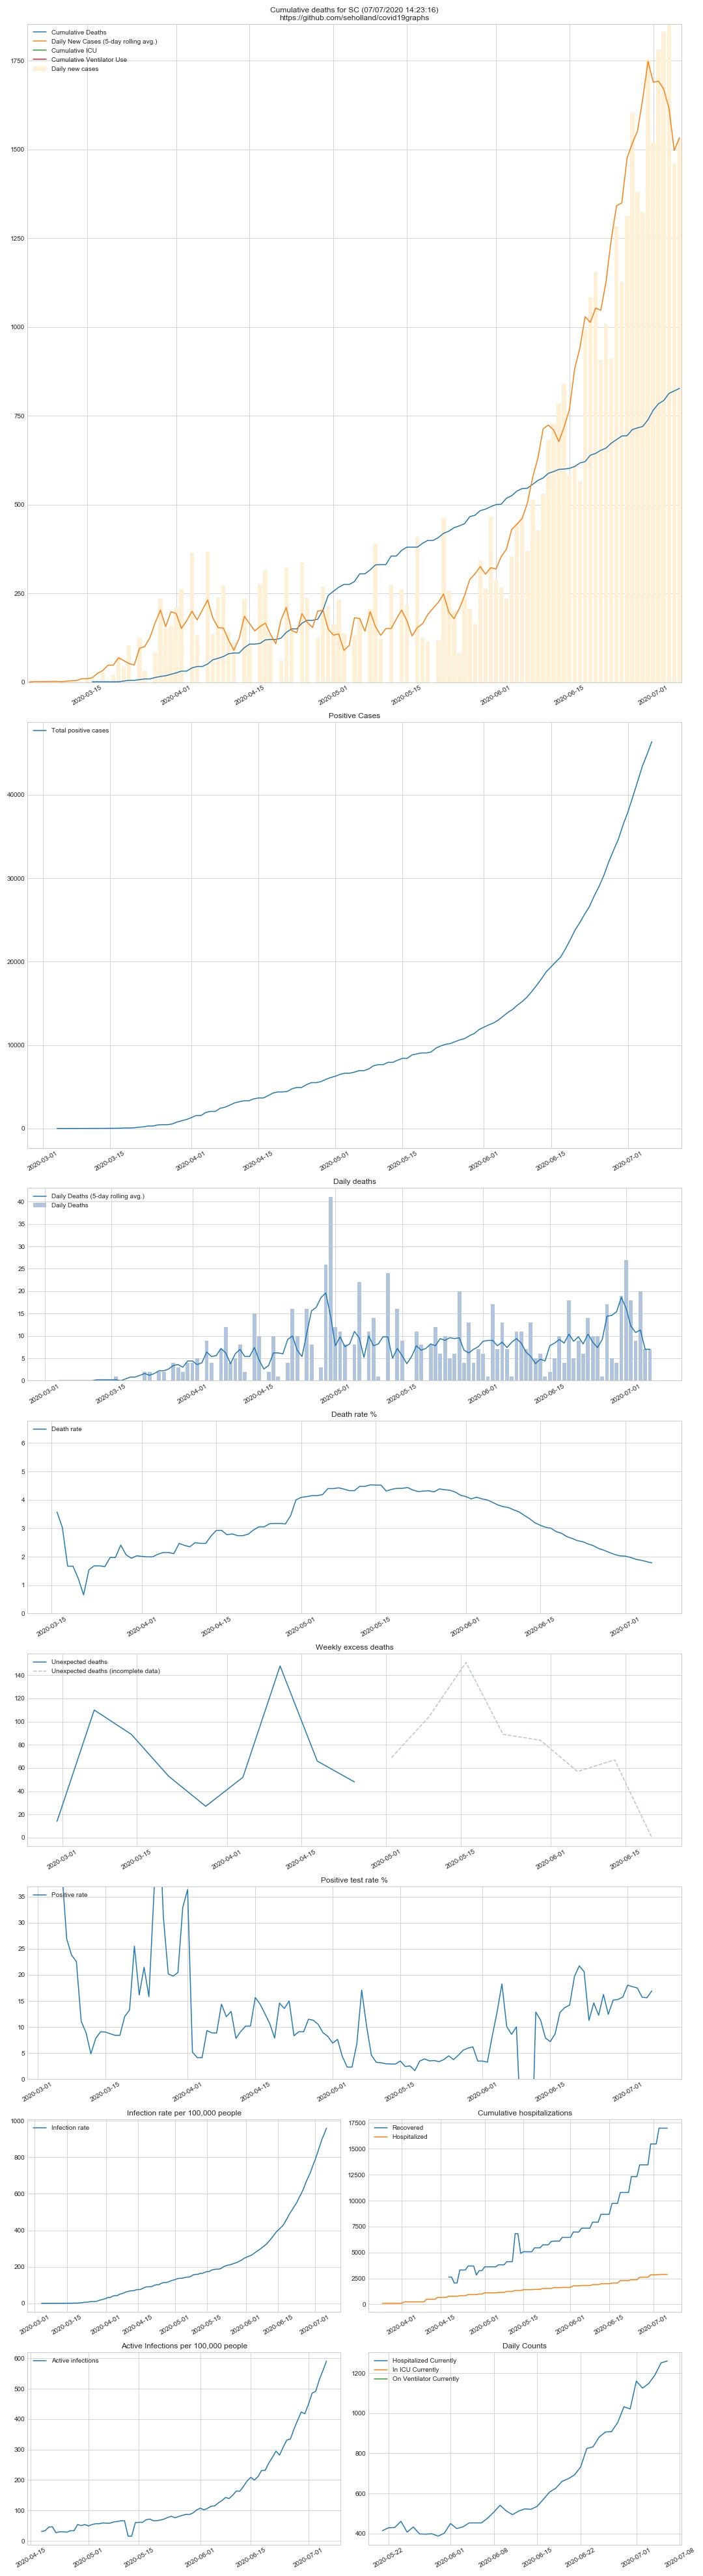 Cumulative deaths for SC (07/07/2020 14:23:16)
https://github.com/seholland/covid19graphs
Cumulative Deaths
Daily New Cases (5-day rolling avg.)
Cumulative ICU
Cumulative Ventilator Use
Daily new cases
1750
1500
1250
1000
750
500
250
0
2020-03-15 2020-04-01 2020-04-15 2020-05-01 2020-05-15 2020-06-01 2020-06-15 2020-07-01
Positive Cases
Total positive cases
40000
30000
20000
10000
0
2020-03-01 2020-03-15 2020-04-01 2020-04-15 2020-05-01 2020-05-15 2020-06-01 2020-06-15 2020-07-01
Daily deaths
Daily Deaths (5-day rolling avg.)
Daily Deaths
40
35
30
25
20
15
10
5
0
2020-03-01 2020-03-15 2020-04-01 2020-04-15 2020-05-01 2020-05-15 2020-06-01 2020-06-15 2020-07-01
Death rate %
Death rate
6
5
4
3
2
1
0
2020-03-15 2020-04-01 2020-04-15 2020-05-01 2020-05-15 2020-06-01 2020-06-15 2020-07-01
Weekly excess deaths
Unexpected deaths
Unexpected deaths (incomplete data)
140
120
100
80
60
40
20
0
2020-03-01 2020-03-15 2020-04-01 2020-04-15 2020-05-01 2020-05-15 2020-06-01 2020-06-15
Positive test rate %
Positive rate
35
30
25
20
15
10
5
0
2020-03-01 2020-03-15 2020-04-01 2020-04-15 2020-05-01 2020-05-15 2020-06-01 2020-06-15 2020-07-01
Infection rate per 100,000 people
Infection rate
1000
800
600
400
200
0
2020-03-01 2020-03-15 2020-04-01 2020-04-15 2020-05-01 2020-05-15 2020-06-01 2020-06-15 2020-07-01
Cumulative hospitalizations
Recovered
Hospitalized
17500
15000
12500
10000
7500
5000
2500
0
2020-04-01 2020-04-15 2020-05-01 2020-05-15 2020-06-01 2020-06-15 2020-07-01
Active Infections per 100,000 people
Active infections
600
500
400
300
200
100
0
2020-04-15 2020-05-01 2020-05-15 2020-06-01 2020-06-15 2020-07-01
Daily Counts
Hospitalized Currently
In ICU Currently
On Ventilator Currently
1200
1000
800
600
400
2020-05-22 2020-06-01 2020-06-08 2020-06-15 2020-06-22 2020-07-01 2020-07-08